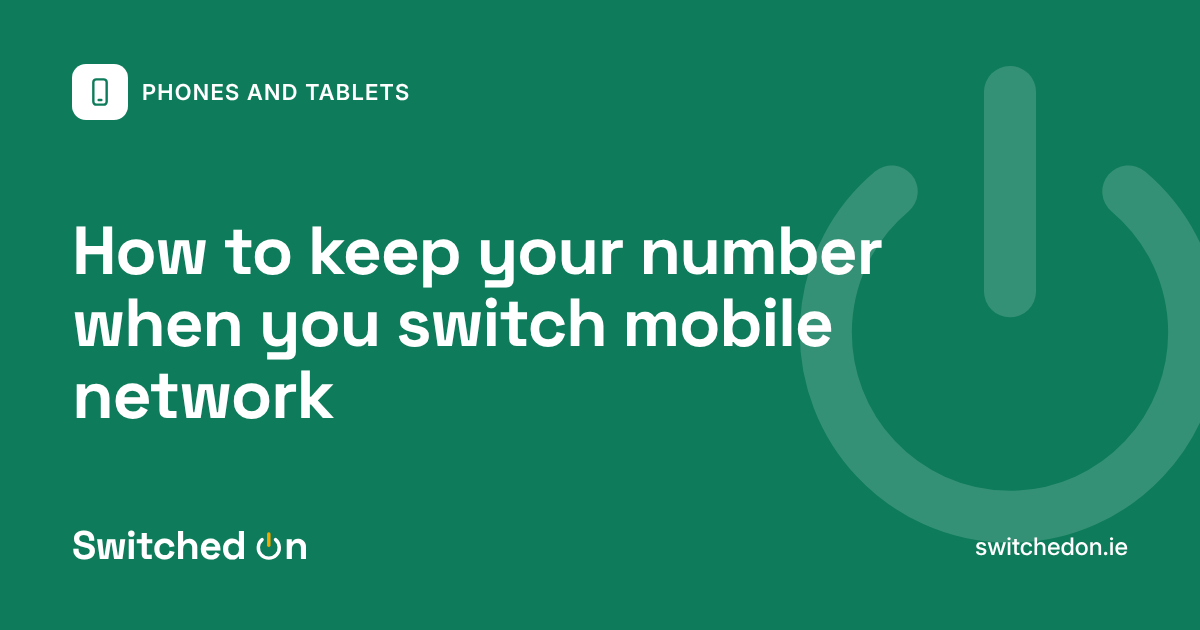 PHONES AND TABLETS
How to keep your number
when you switch mobile
network
Switched On
switchedon.ie